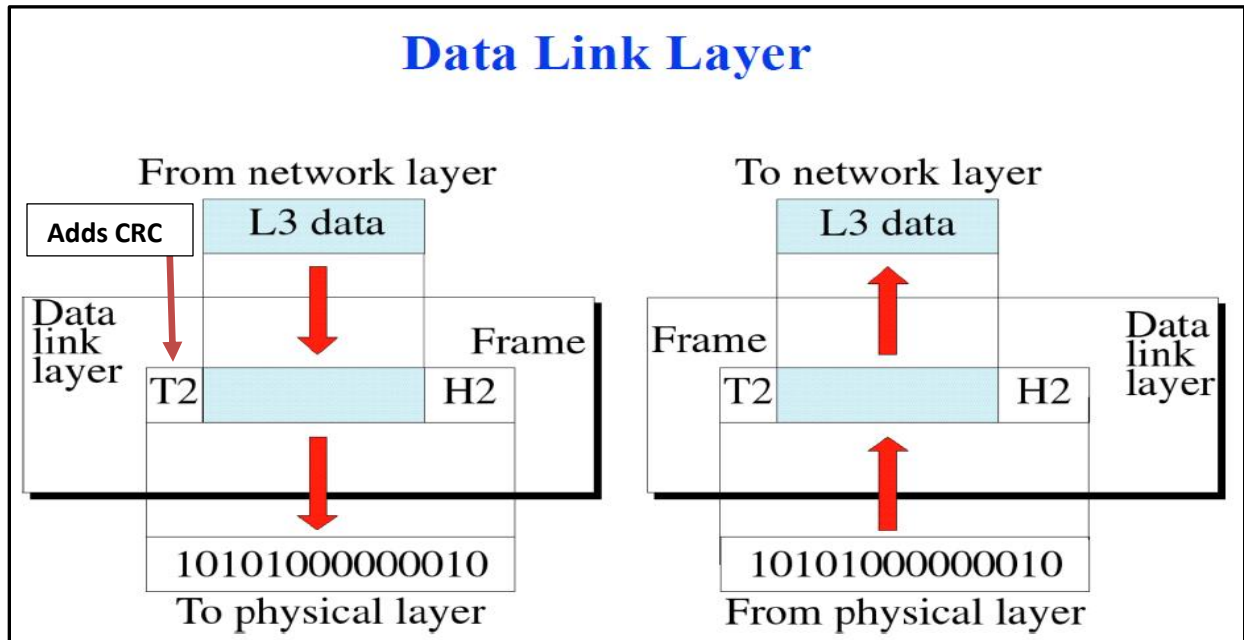 Data Link Layer
From network layer
Adds CRC
L3 data
Data
link
layer
Frame
T2
H2
10101000000010
To physical layer
To network layer
L3 data
Frame
Data
link
layer
T2
H2
10101000000010
From physical layer